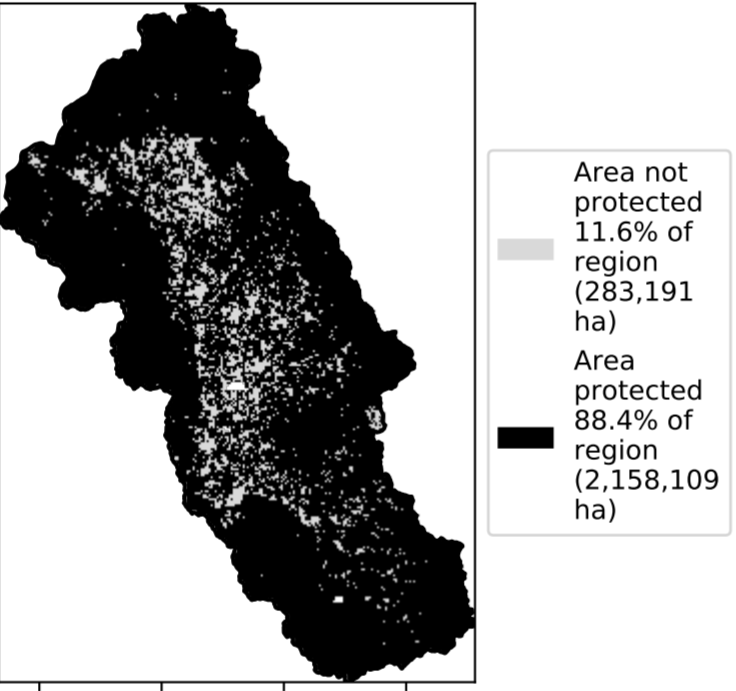 Area not
protected
11.6% of
region
(283,191
ha)
Area
protected
88.4% of
region
(2,158,109
ha)